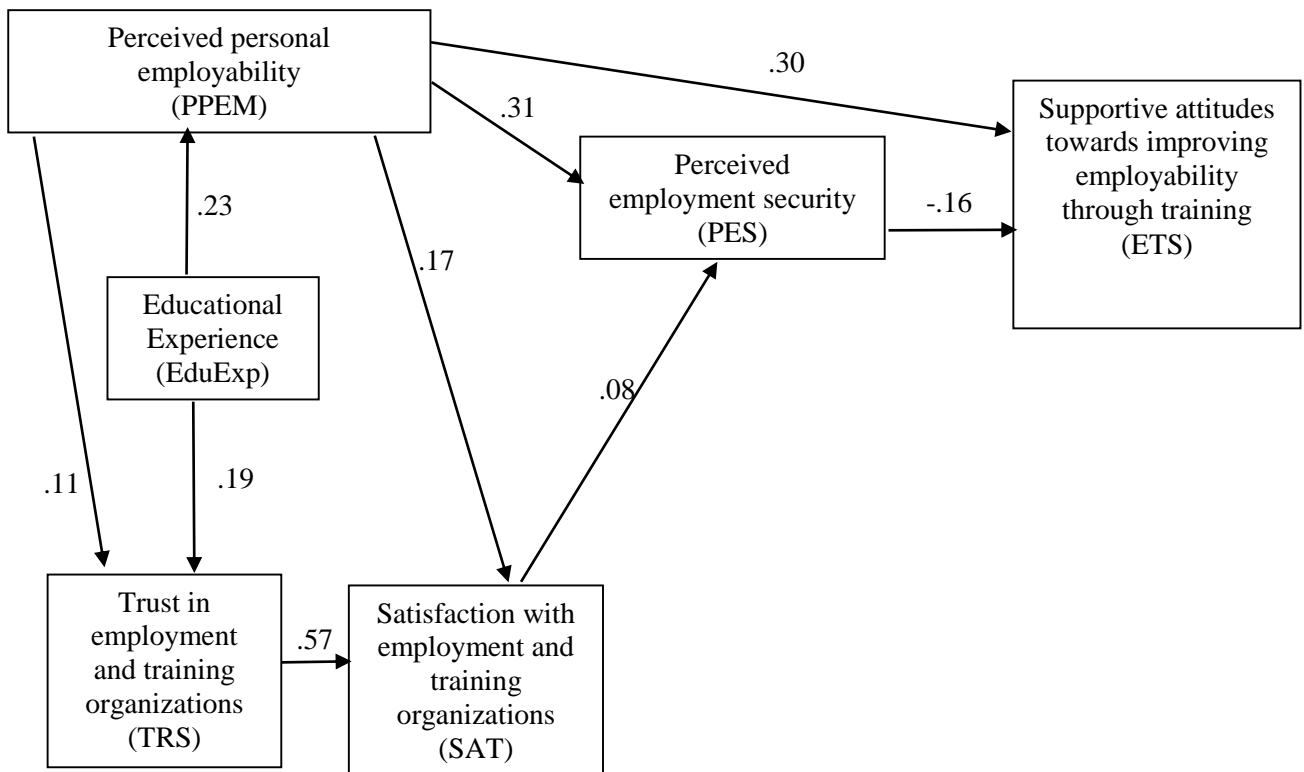 Perceived personal
employability
(PPEM)
.30
.31
Supportive attitudes
towards improving
employability
through training
(ETS)
Perceived
employment security
(PES)
-.16
.23
.17
Educational
Experience
(EduExp)
.08
.11
.19
Trust in
employment
and training
organizations
(TRS)
.57
Satisfaction with
employment and
training
organizations
(SAT)